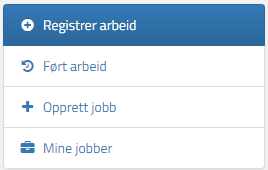 Registrer arbeid
Ført arbeid
Opprett jobb
Mine jobber